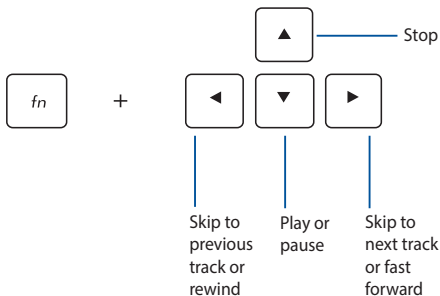 Stop
fn
+
Skip to
previous
track or
rewind
Play or
pause
Skip to
next track
or fast
forward